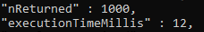 "nReturned" : 1000,
"executionTimeMillis" : 12,